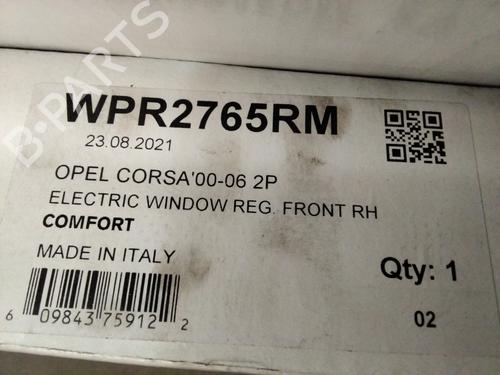 WPR2765RM
23.08.2021
OPEL CORSA'00-06 2P
ELECTRIC WINDOW REG. FRONT RH
COMFORT
MADE IN ITALY
Qty: 1
6 09843 75912 2
02
B-PARTS